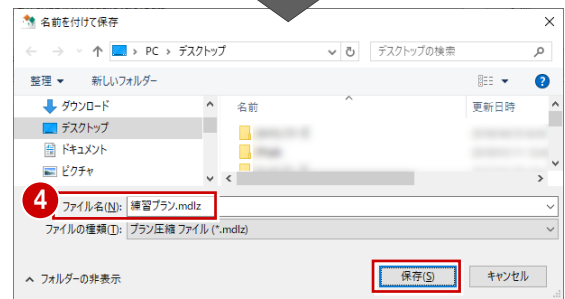 名前を付けて保存
PC › デスクトップ
デスクトップの検索
整理 新しいフォルダー
ダウンロード
デスクトップ
ドキュメント
ピクチャ
名前 更新日時
4
ファイル名(N): 練習プラン.mdlz
ファイルの種類(T): プラン圧縮 ファイル (*.mdlz)
フォルダーの非表示
保存(S) キャンセル